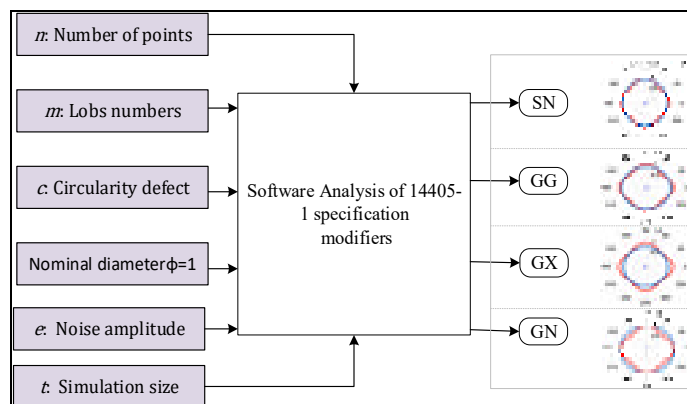 n: Number of points
m: Lobs numbers
c: Circularity defect
Nominal diameterϕ=1
e: Noise amplitude
t: Simulation size
Software Analysis of 14405-
1 specification
modifiers
SN
GG
GX
GN